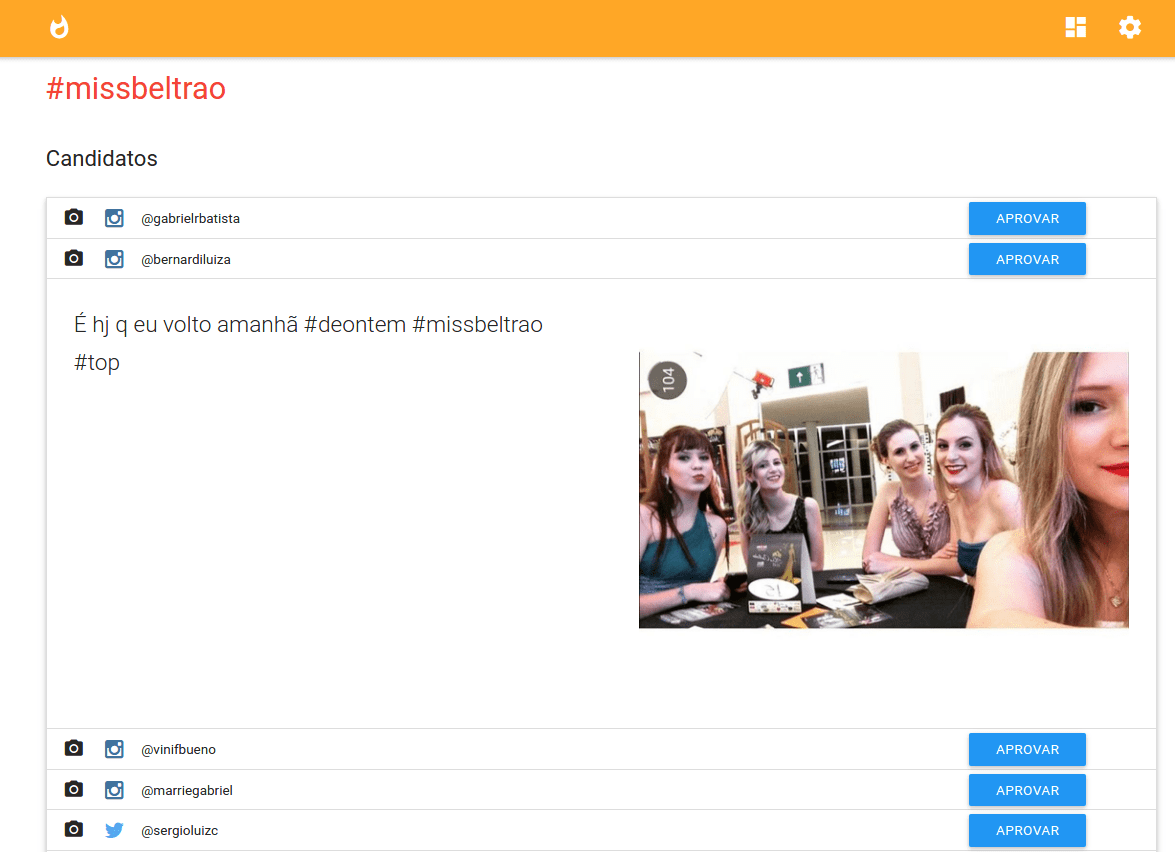 #missbeltrao
Candidatos
@gabrielrbatista APROVAR
@bernardiluiza APROVAR
É hj q eu volto amanhã #deontem #missbeltrao
#top
104
@vinifbueno APROVAR
@marriegabriel APROVAR
@sergioluizc APROVAR